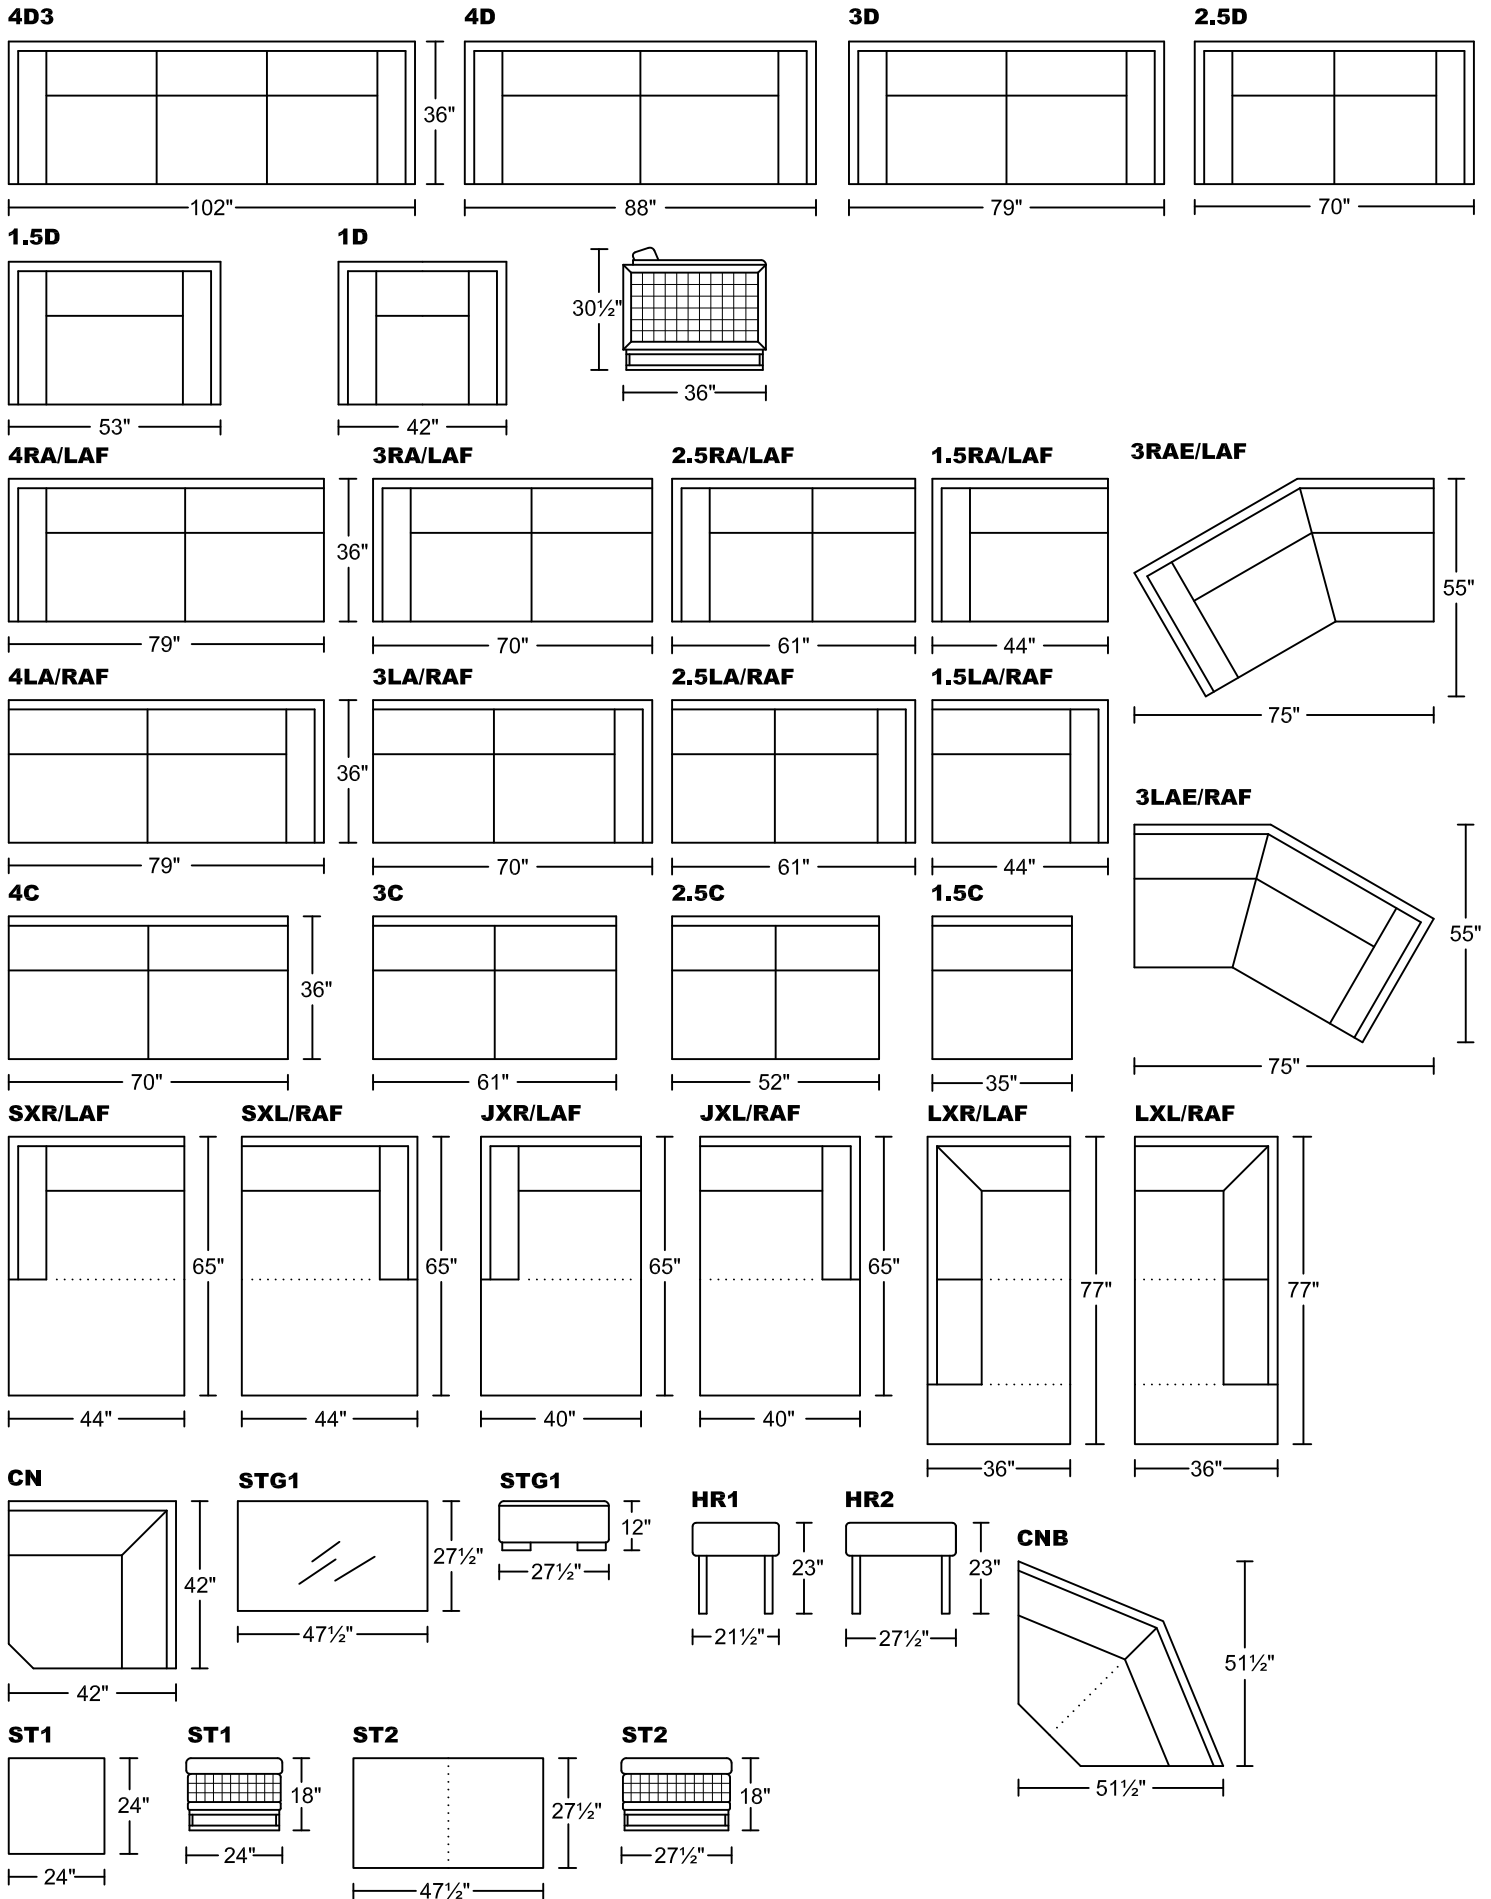 4D3
4D
3D
2.5D
36"
102"
88"
79"
70"
1.5D
1D
30½"
36"
53"
42"
4RA/LAF
3RA/LAF
2.5RA/LAF
1.5RA/LAF
3RAE/LAF
36"
55"
79"
70"
61"
44"
75"
4LA/RAF
3LA/RAF
2.5LA/RAF
1.5LA/RAF
36"
3LAE/RAF
79"
70"
61"
44"
4C
3C
2.5C
1.5C
55"
36"
75"
70"
61"
52"
35"
SXR/LAF
SXL/RAF
JXR/LAF
JXL/RAF
LXR/LAF
LXL/RAF
65"
65"
65"
65"
77"
77"
44"
44"
40"
40"
36"
36"
CN
STG1
STG1
HR1
HR2
CNB
12"
27½"
27½"
23"
23"
42"
47½"
21½"
27½"
51½"
42"
ST1
ST1
ST2
ST2
51½"
24"
18"
27½"
18"
24"
24"
47½"
27½"